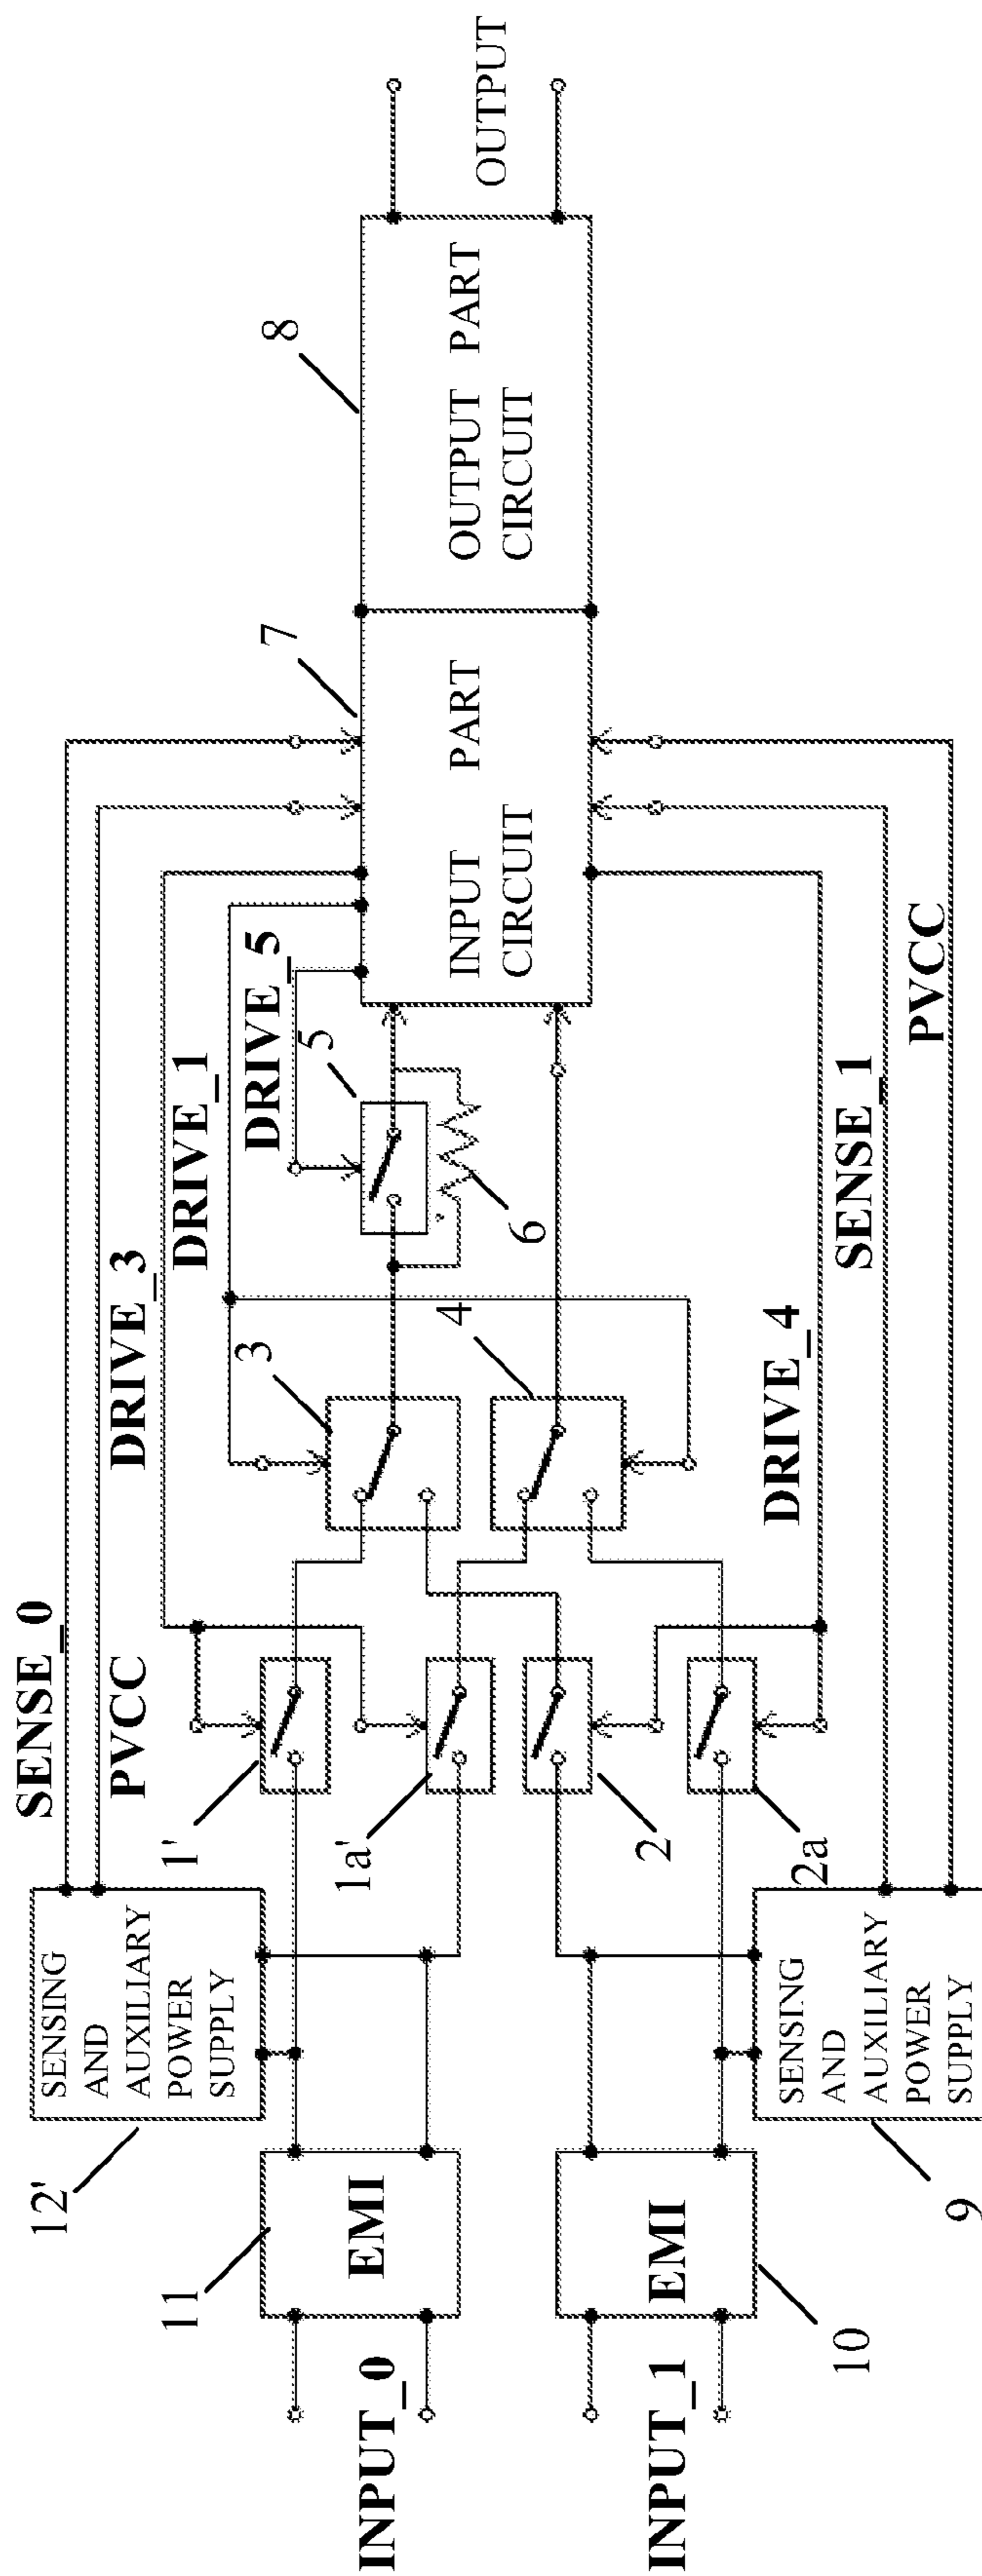 SENSE_0
PVCC
DRIVE_3
DRIVE_1
DRIVE_5
12'
SENSING
AND
AUXILIARY
POWER
SUPPLY
11
EMI
INPUT_0
1'
1a'
3
5
6
7
INPUT PART
CIRCUIT
8
OUTPUT PART
CIRCUIT
OUTPUT
4
2
2a
INPUT_1
EMI
10
SENSING
AND
AUXILIARY
POWER
SUPPLY
9
DRIVE_4
SENSE_1
PVCC